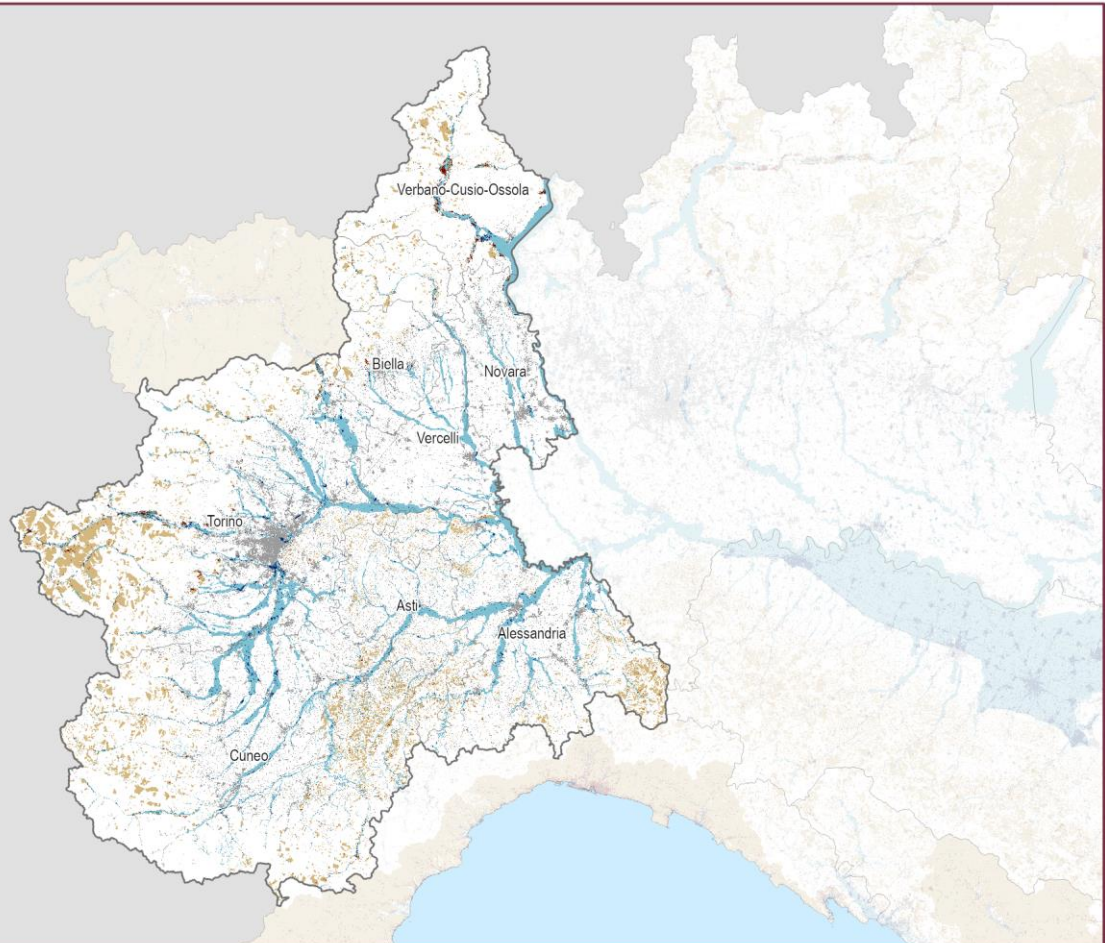 Verbano-Cusio-Ossola
Biella
Novara
Vercelli
Torino
Asti
Alessandria
Cuneo